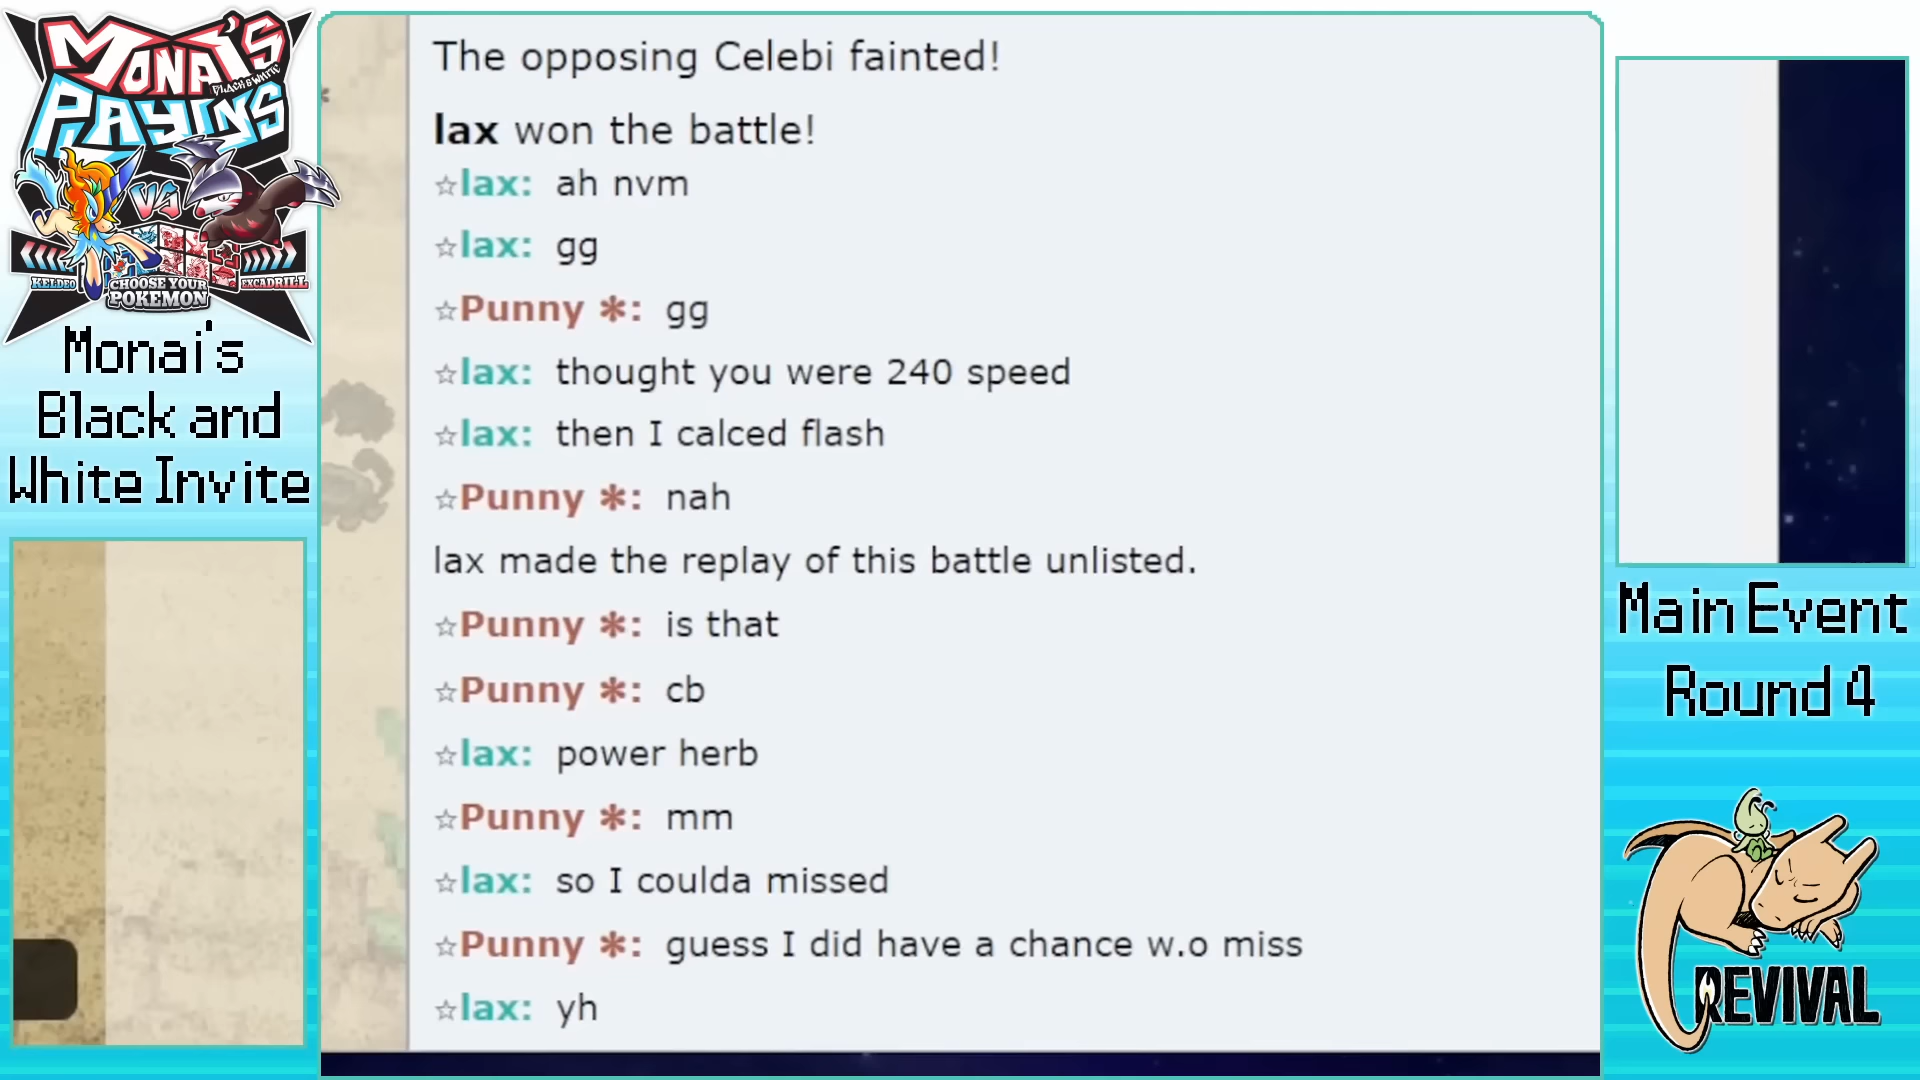 MONAI'S
BLACK & WHITE
PAYINS
VS
KELDEO
CHOOSE YOUR
POKEMON
EXCADRILL
Monai's
Black and
White Invite
The opposing Celebi fainted!
lax won the battle!
☆lax: ah nvm
☆lax: gg
☆Punny ✻: gg
☆lax: thought you were 240 speed
☆lax: then I calced flash
☆Punny ✻: nah
lax made the replay of this battle unlisted.
☆Punny ✻: is that
☆Punny ✻: cb
☆lax: power herb
☆Punny ✻: mm
☆lax: so I coulda missed
☆Punny ✻: guess I did have a chance w.o miss
☆lax: yh
Main Event
Round 4
REVIVAL